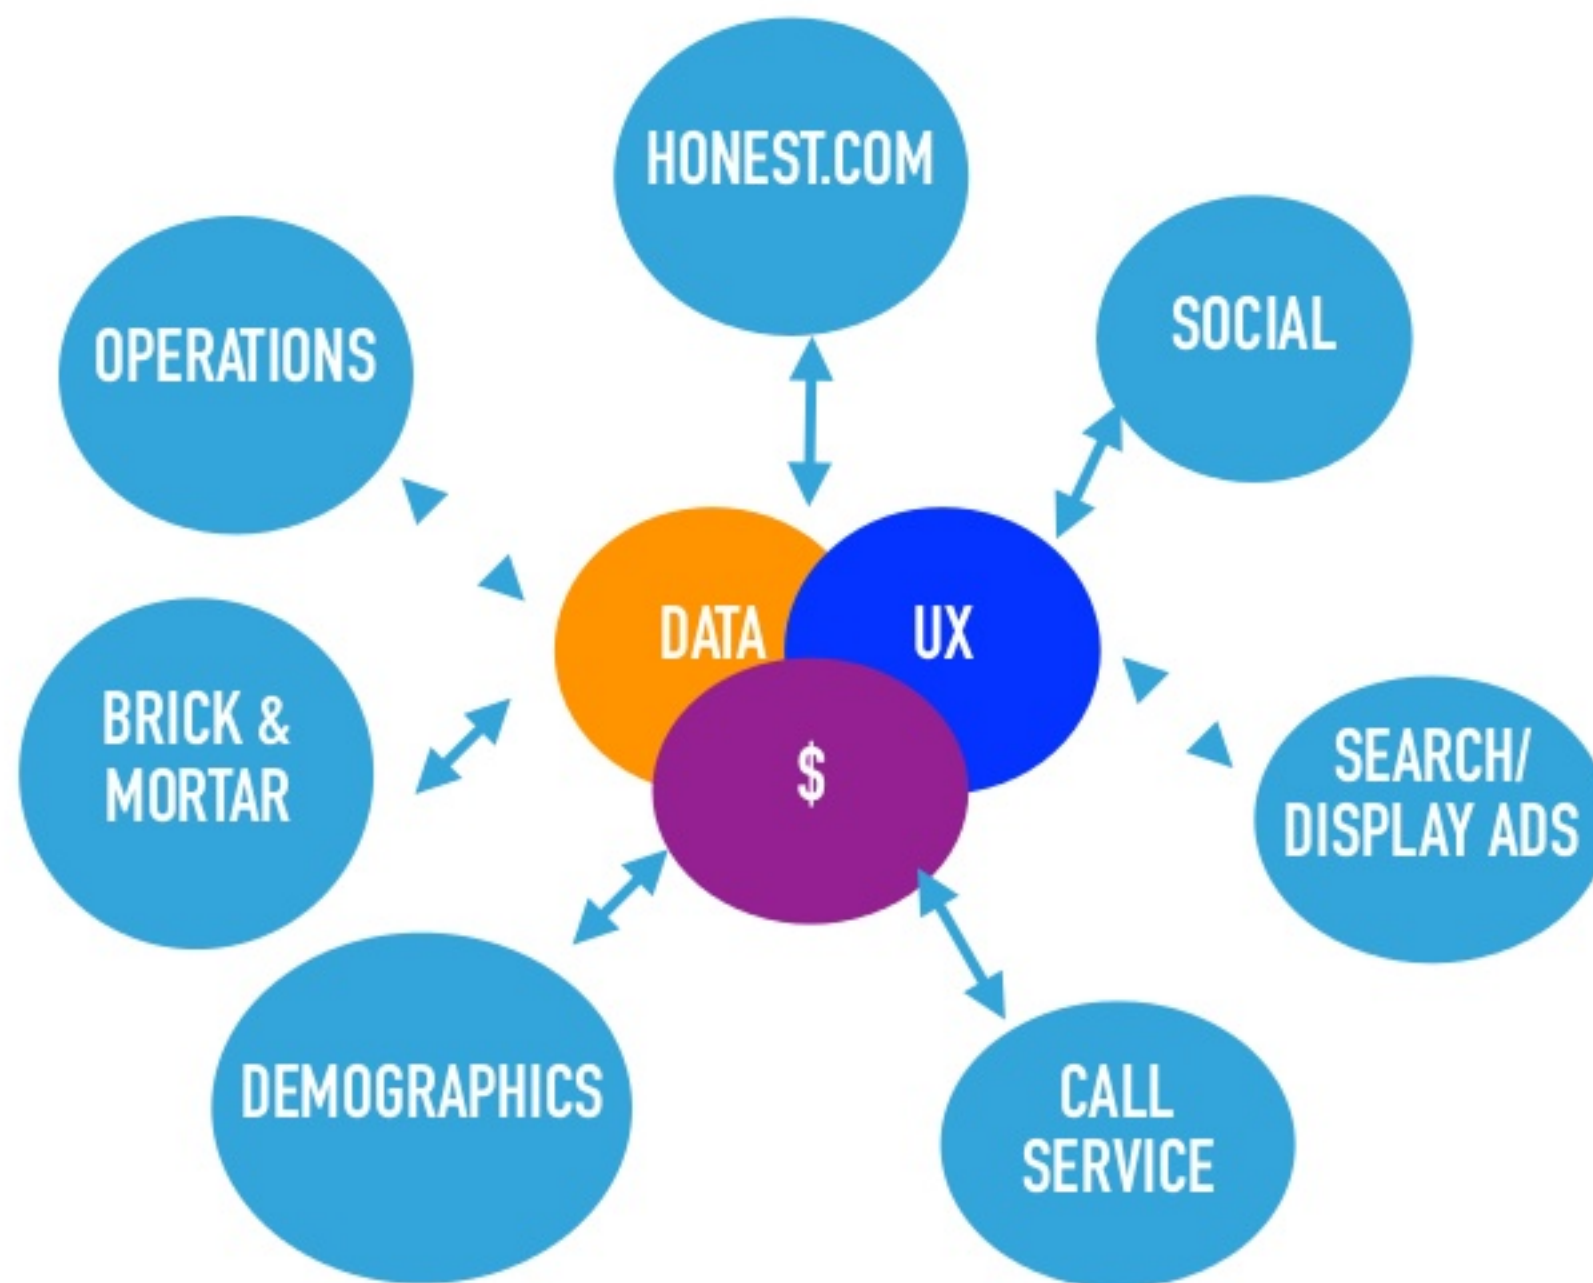 HONEST.COM
SOCIAL
OPERATIONS
DATA
UX
BRICK &
MORTAR
$
SEARCH/
DISPLAY ADS
DEMOGRAPHICS
CALL
SERVICE